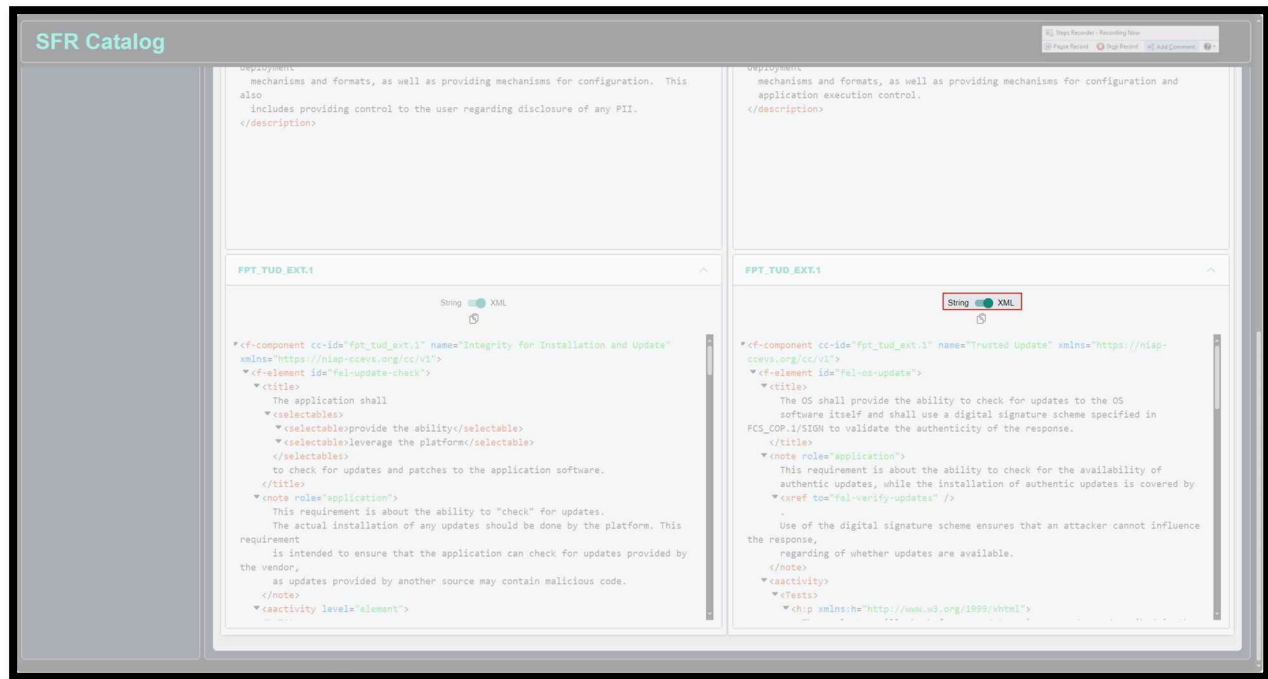 SFR Catalog
Steps Recorder - Recording Now
Pause Record Stop Record Add Comment
deployment
mechanisms and formats, as well as providing mechanisms for configuration. This
also
includes providing control to the user regarding disclosure of any PII.
</description>
FPT_TUD_EXT.1
String XML
<f-component cc-id="fpt_tud_ext.1" name="Integrity for Installation and Update"
xmlns="https://niap-ccevs.org/cc/v1">
<f-element id="fel-update-check">
<title>
The application shall
<selectables>
<selectable>provide the ability</selectable>
<selectable>leverage the platform</selectable>
</selectables>
to check for updates and patches to the application software.
</title>
<note role="application">
This requirement is about the ability to "check" for updates.
The actual installation of any updates should be done by the platform. This
requirement
is intended to ensure that the application can check for updates provided by
the vendor,
as updates provided by another source may contain malicious code.
</note>
<aactivity level="element">
deployment
mechanisms and formats, as well as providing mechanisms for configuration and
application execution control.
</description>
FPT_TUD_EXT.1
String XML
<f-component cc-id="fpt_tud_ext.1" name="Trusted Update" xmlns="https://niap-
ccevs.org/cc/v1">
<f-element id="fel-os-update">
<title>
The OS shall provide the ability to check for updates to the OS
software itself and shall use a digital signature scheme specified in
FCS_COP.1/SIGN to validate the authenticity of the response.
</title>
<note role="application">
This requirement is about the ability to check for the availability of
authentic updates, while the installation of authentic updates is covered by
<xref to="fel-verify-updates" />
.
Use of the digital signature scheme ensures that an attacker cannot influence
the response,
regarding of whether updates are available.
</note>
<aactivity>
<Tests>
<h:p xmlns:h="http://www.w3.org/1999/xhtml">